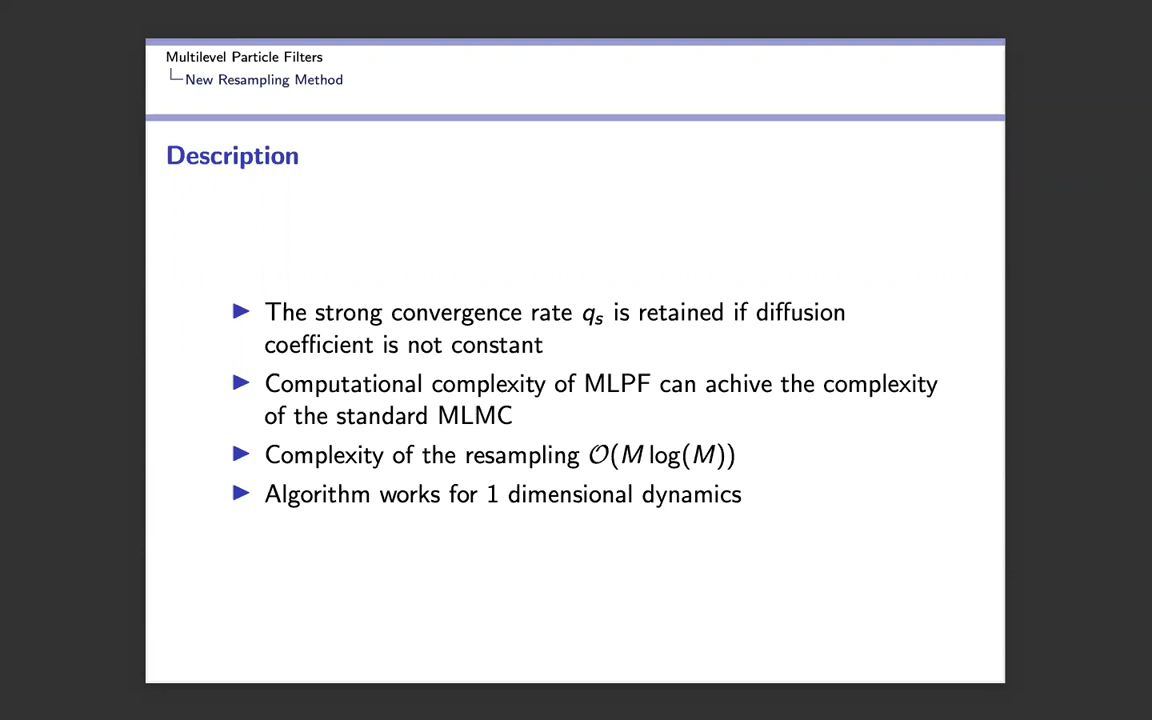 Multilevel Particle Filters
New Resampling Method
Description
The strong convergence rate qₛ is retained if diffusion
coefficient is not constant
Computational complexity of MLPF can achive the complexity
of the standard MLMC
Complexity of the resampling 𝒪(M log(M))
Algorithm works for 1 dimensional dynamics